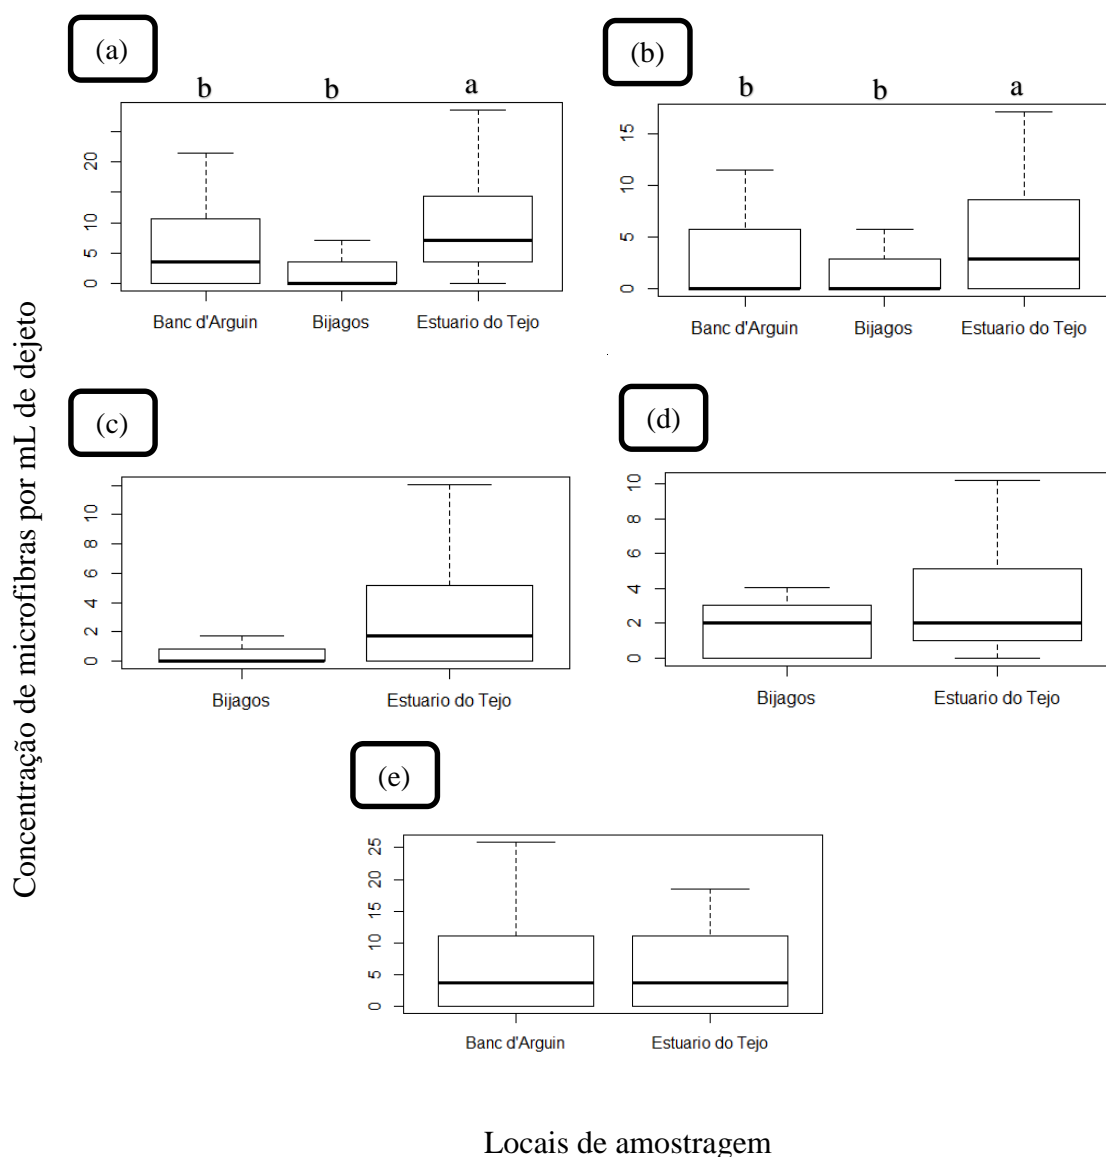 (a)
(b)
b b a
b b a
0 5 10 20
Banc d'Arguin Bijagos Estuario do Tejo
0 5 10 15
Banc d'Arguin Bijagos Estuario do Tejo
Concentração de microfibras por mL de dejeto
(c)
(d)
0 2 4 6 8 10
Bijagos Estuario do Tejo
0 2 4 6 8 10
Bijagos Estuario do Tejo
(e)
0 5 10 15 20 25
Banc d'Arguin Estuario do Tejo
Locais de amostragem